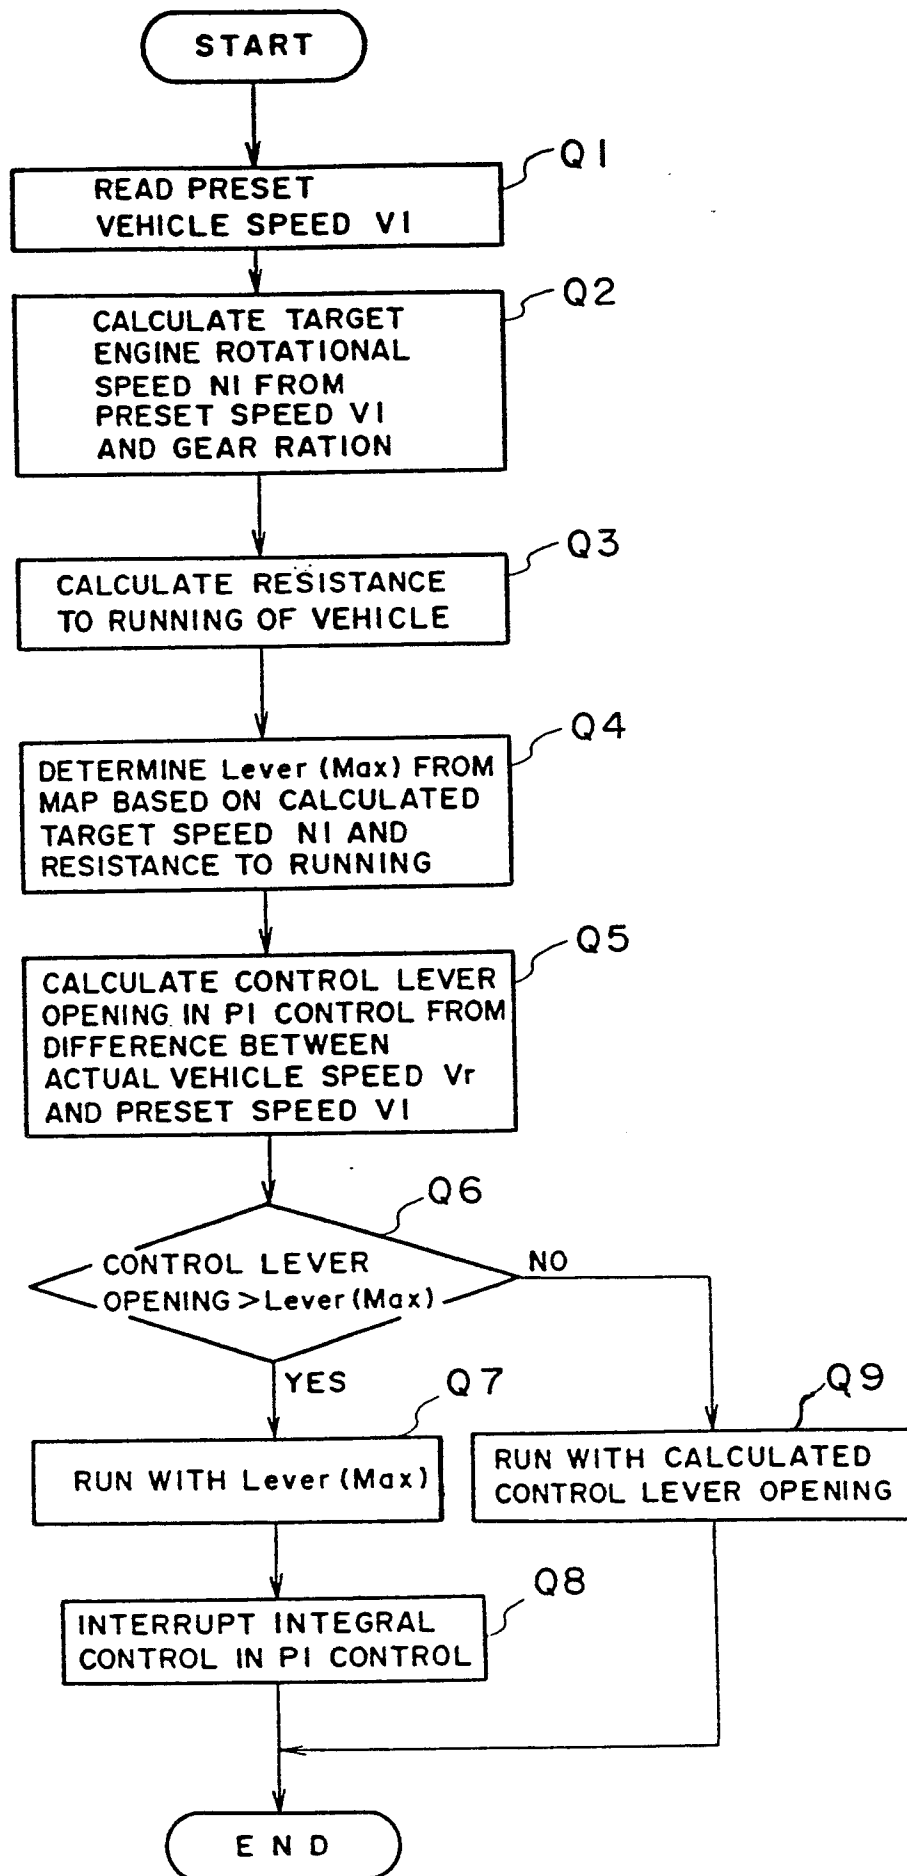 START
Q1
READ PRESET
VEHICLE SPEED V1
Q2
CALCULATE TARGET
ENGINE ROTATIONAL
SPEED N1 FROM
PRESET SPEED V1
AND GEAR RATION
Q3
CALCULATE RESISTANCE
TO RUNNING OF VEHICLE
Q4
DETERMINE Lever (Max) FROM
MAP BASED ON CALCULATED
TARGET SPEED N1 AND
RESISTANCE TO RUNNING
Q5
CALCULATE CONTROL LEVER
OPENING IN PI CONTROL FROM
DIFFERENCE BETWEEN
ACTUAL VEHICLE SPEED Vr
AND PRESET SPEED V1
Q6
CONTROL LEVER
OPENING > Lever (Max)
NO
YES
Q7
RUN WITH Lever (Max)
Q9
RUN WITH CALCULATED
CONTROL LEVER OPENING
Q8
INTERRUPT INTEGRAL
CONTROL IN PI CONTROL
END